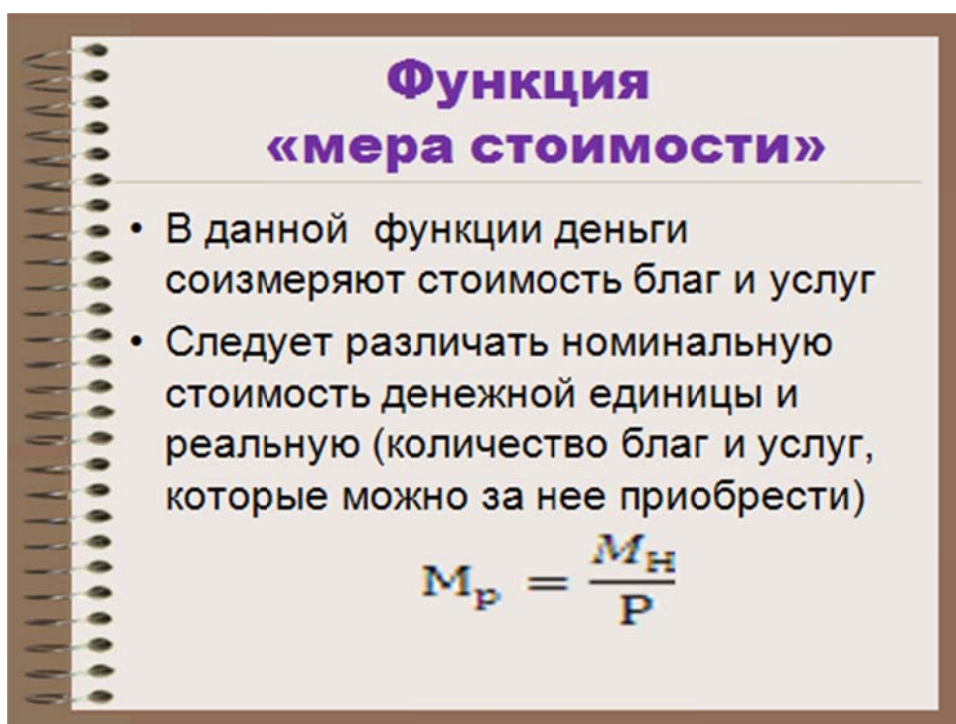 Функция
«мера стоимости»
• В данной функции деньги
соизмеряют стоимость благ и услуг
• Следует различать номинальную
стоимость денежной единицы и
реальную (количество благ и услуг,
которые можно за нее приобрести)
Mр = Mн / P